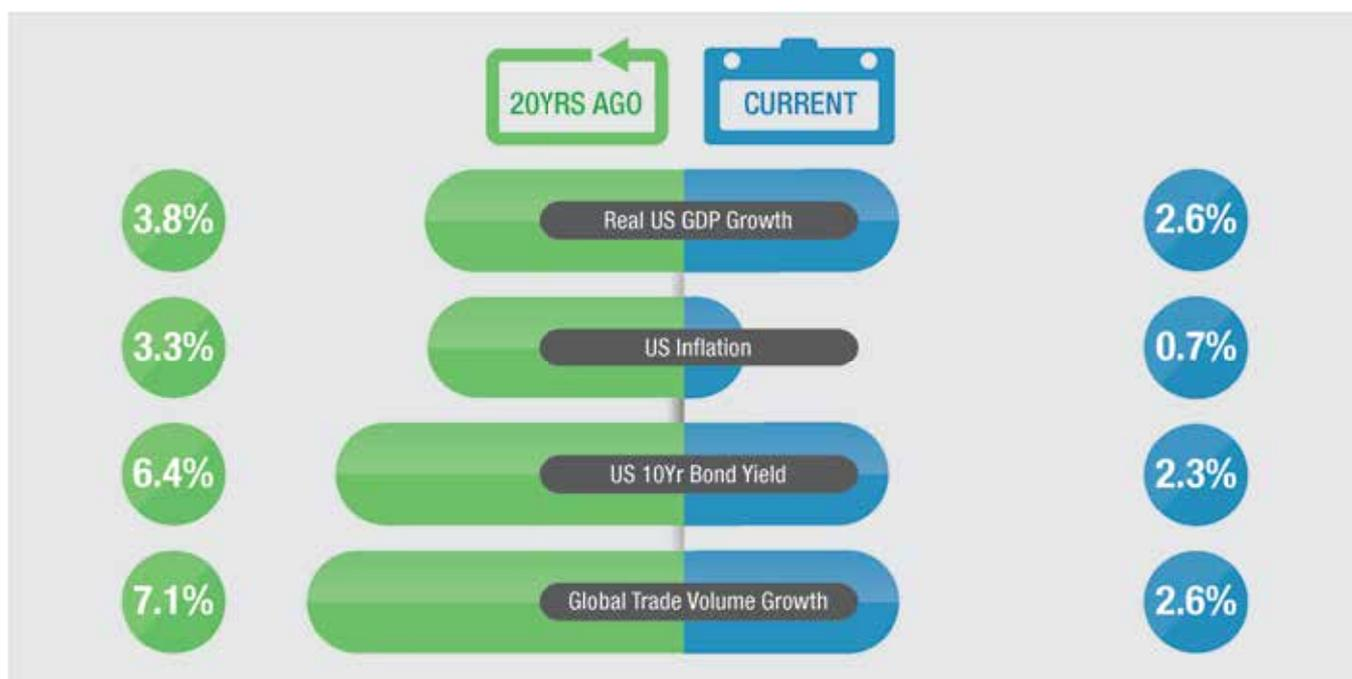 20YRS AGO
CURRENT
3.8%
Real US GDP Growth
2.6%
3.3%
US Inflation
0.7%
6.4%
US 10Yr Bond Yield
2.3%
7.1%
Global Trade Volume Growth
2.6%